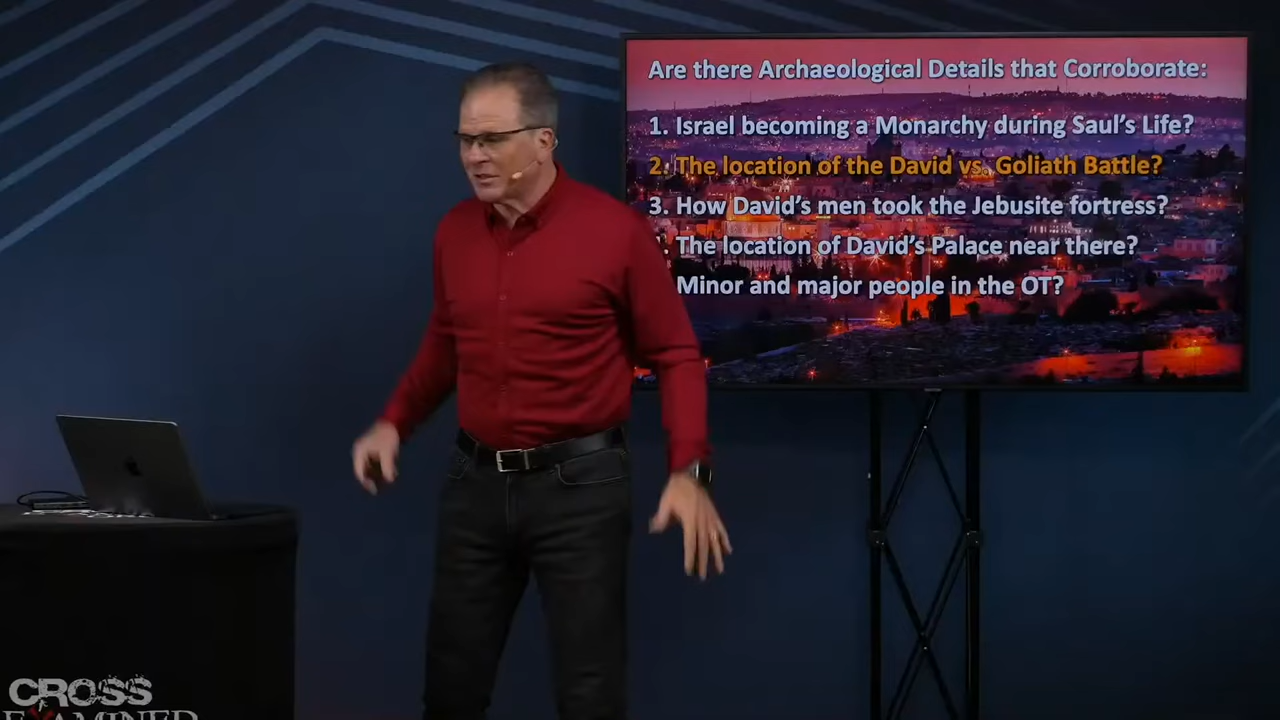 Are there Archaeological Details that Corroborate:
1. Israel becoming a Monarchy during Saul's Life?
2. The location of the David vs. Goliath Battle?
3. How David's men took the Jebusite fortress?
. The location of David's Palace near there?
Minor and major people in the OT?
CROSS
EXAMINER